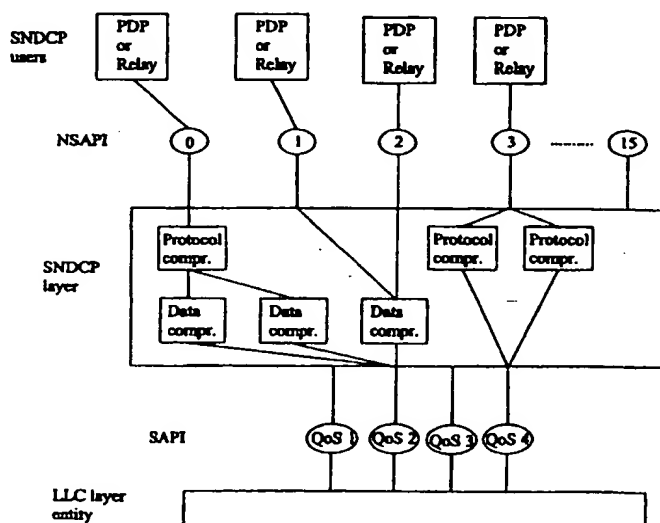 SNDCP
users
PDP
or
Relay
PDP
or
Relay
PDP
or
Relay
PDP
or
Relay
NSAPI
0
1
2
3
15
SNDCP
layer
Protocol
compr.
Protocol
compr.
Protocol
compr.
Data
compr.
Data
compr.
Data
compr.
SAPI
QoS 1
QoS 2
QoS 3
QoS 4
LLC layer
entity